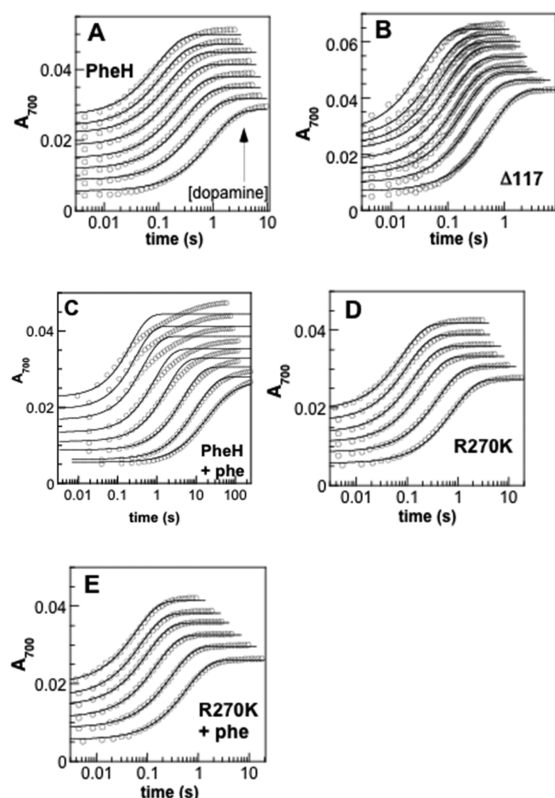 A
PheH
A700
0.04
0.02
0
[dopamine]
0.01 0.1 1 10
time (s)
B
A700
0.06
0.04
0.02
0
Δ117
0.01 0.1 1
time (s)
C
A700
0.04
0.02
0
PheH
+ phe
0.01 0.1 1 10 100
time (s)
D
A700
0.04
0.02
0
R270K
0.01 0.1 1 10
time (s)
E
A700
0.04
0.02
0
R270K
+ phe
0.01 0.1 1 10
time (s)